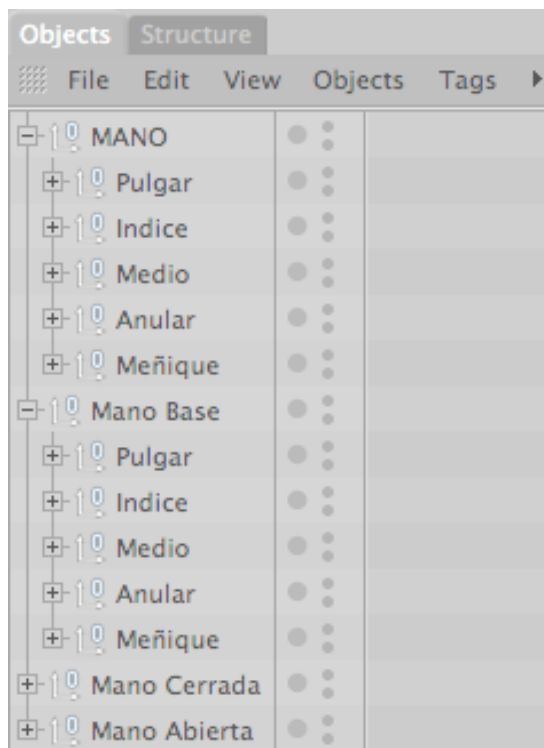 Objects Structure
File Edit View Objects Tags
MANO
Pulgar
Indice
Medio
Anular
Meñique
Mano Base
Pulgar
Indice
Medio
Anular
Meñique
Mano Cerrada
Mano Abierta